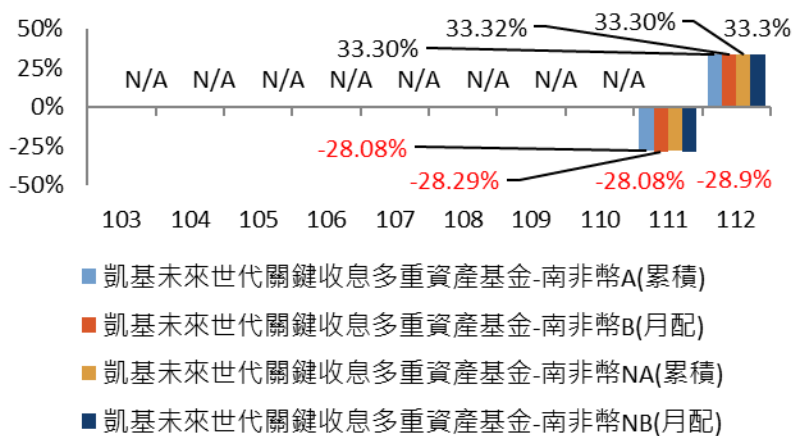 50%
33.32% 33.30% 33.3%
33.30%
25%
N/A N/A N/A N/A N/A N/A N/A N/A
0%
-25%
-28.08%
-28.29% -28.08% -28.9%
-50%
103 104 105 106 107 108 109 110 111 112
凱基未來世代關鍵收息多重資產基金-南非幣A(累積)
凱基未來世代關鍵收息多重資產基金-南非幣B(月配)
凱基未來世代關鍵收息多重資產基金-南非幣NA(累積)
凱基未來世代關鍵收息多重資產基金-南非幣NB(月配)